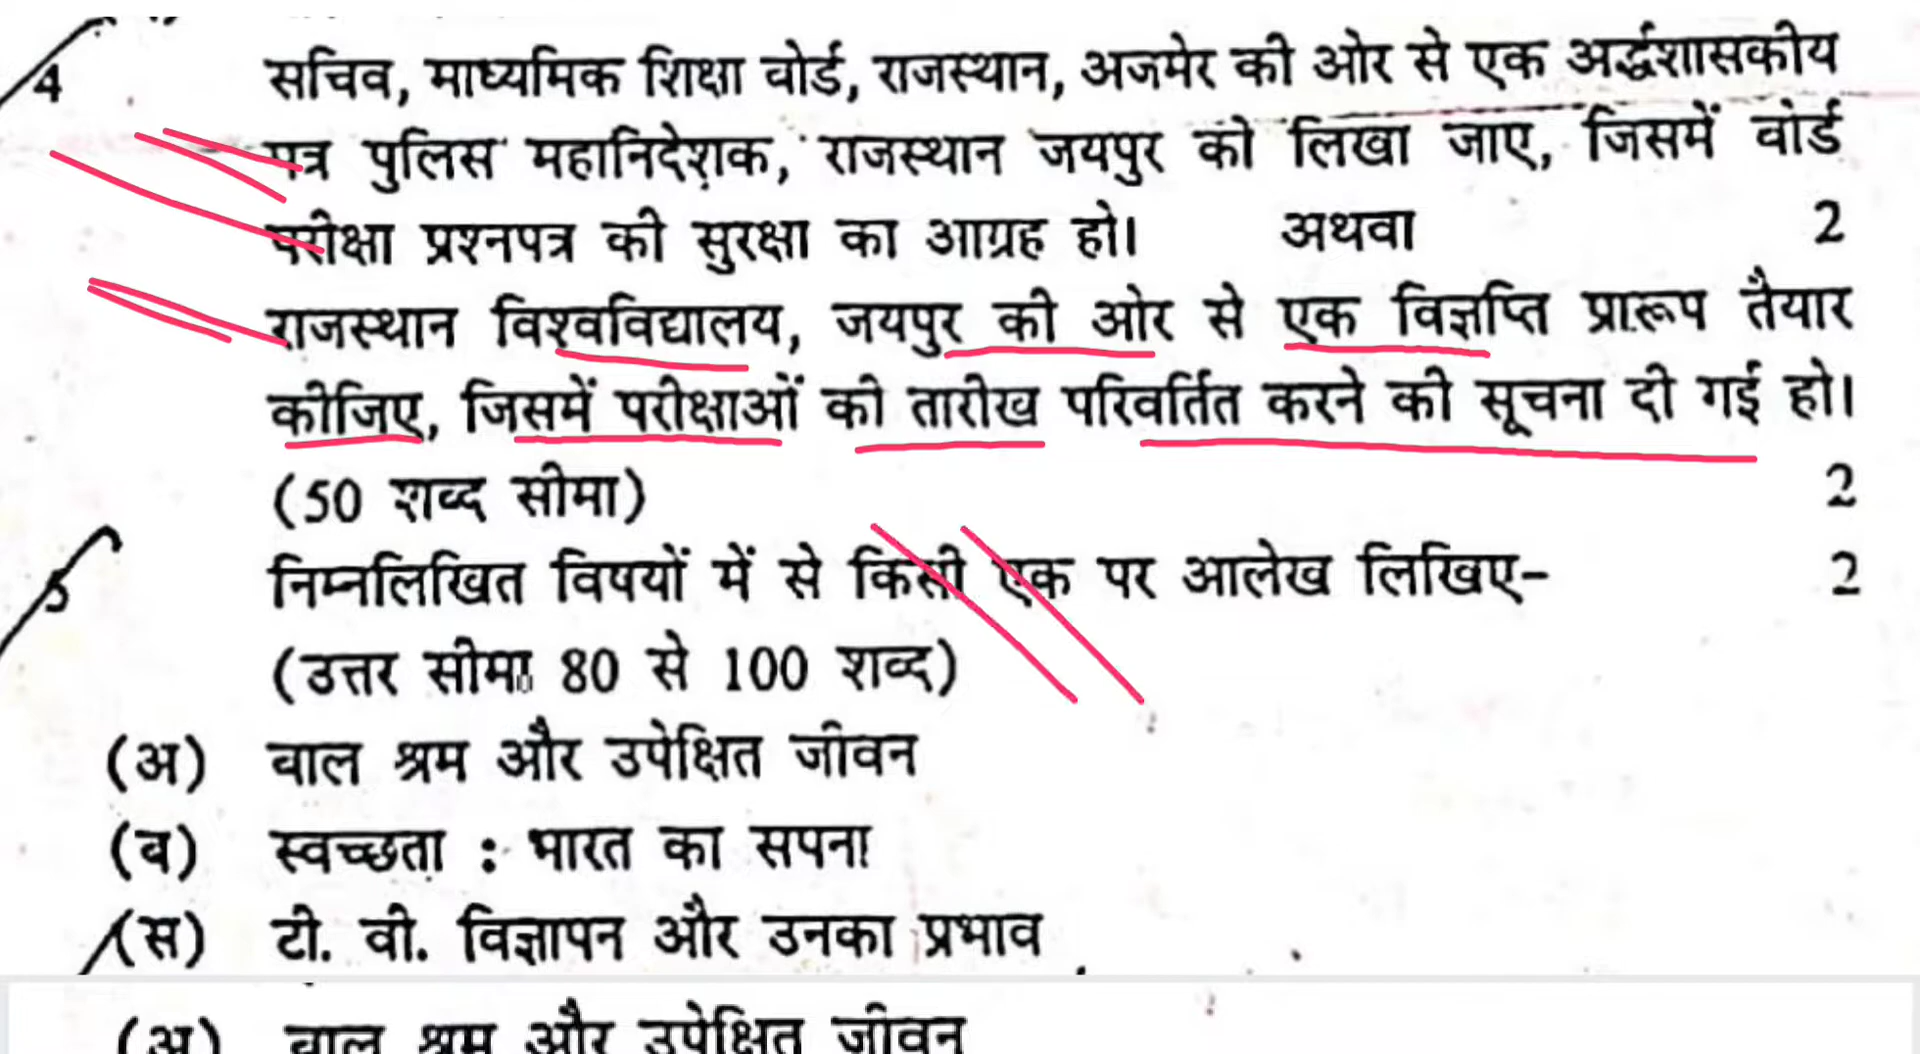 4 सचिव, माध्यमिक शिक्षा वोर्ड, राजस्थान, अजमेर की ओर से एक अर्द्धशासकीय
पत्र पुलिस महानिदेशक, राजस्थान जयपुर को लिखा जाए, जिसमें वोर्ड
परीक्षा प्रश्नपत्र की सुरक्षा का आग्रह हो। अथवा 2
राजस्थान विश्वविद्यालय, जयपुर की ओर से एक विज्ञप्ति प्रारूप तैयार
कीजिए, जिसमें परीक्षाओं की तारीख परिवर्तित करने की सूचना दी गई हो।
(50 शब्द सीमा) 2
5 निम्नलिखित विषयों में से किसी एक पर आलेख लिखिए- 2
(उत्तर सीमा 80 से 100 शब्द)
(अ) वाल श्रम और उपेक्षित जीवन
(व) स्वच्छता : भारत का सपना
(स) टी. वी. विज्ञापन और उनका प्रभाव
(अ) वाल श्रम और उपेक्षित जीवन